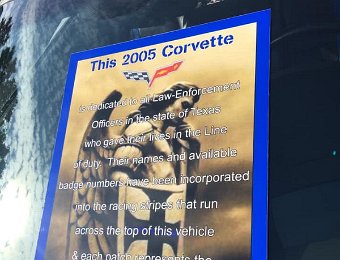 This 2005 Corvette
is dedicated to all Law-Enforcement
Officers in the state of Texas
who gave their lives in the Line
of duty. Their names and available
badge numbers have been incorporated
into the racing stripes that run
across the top of this vehicle
& each patch represents the